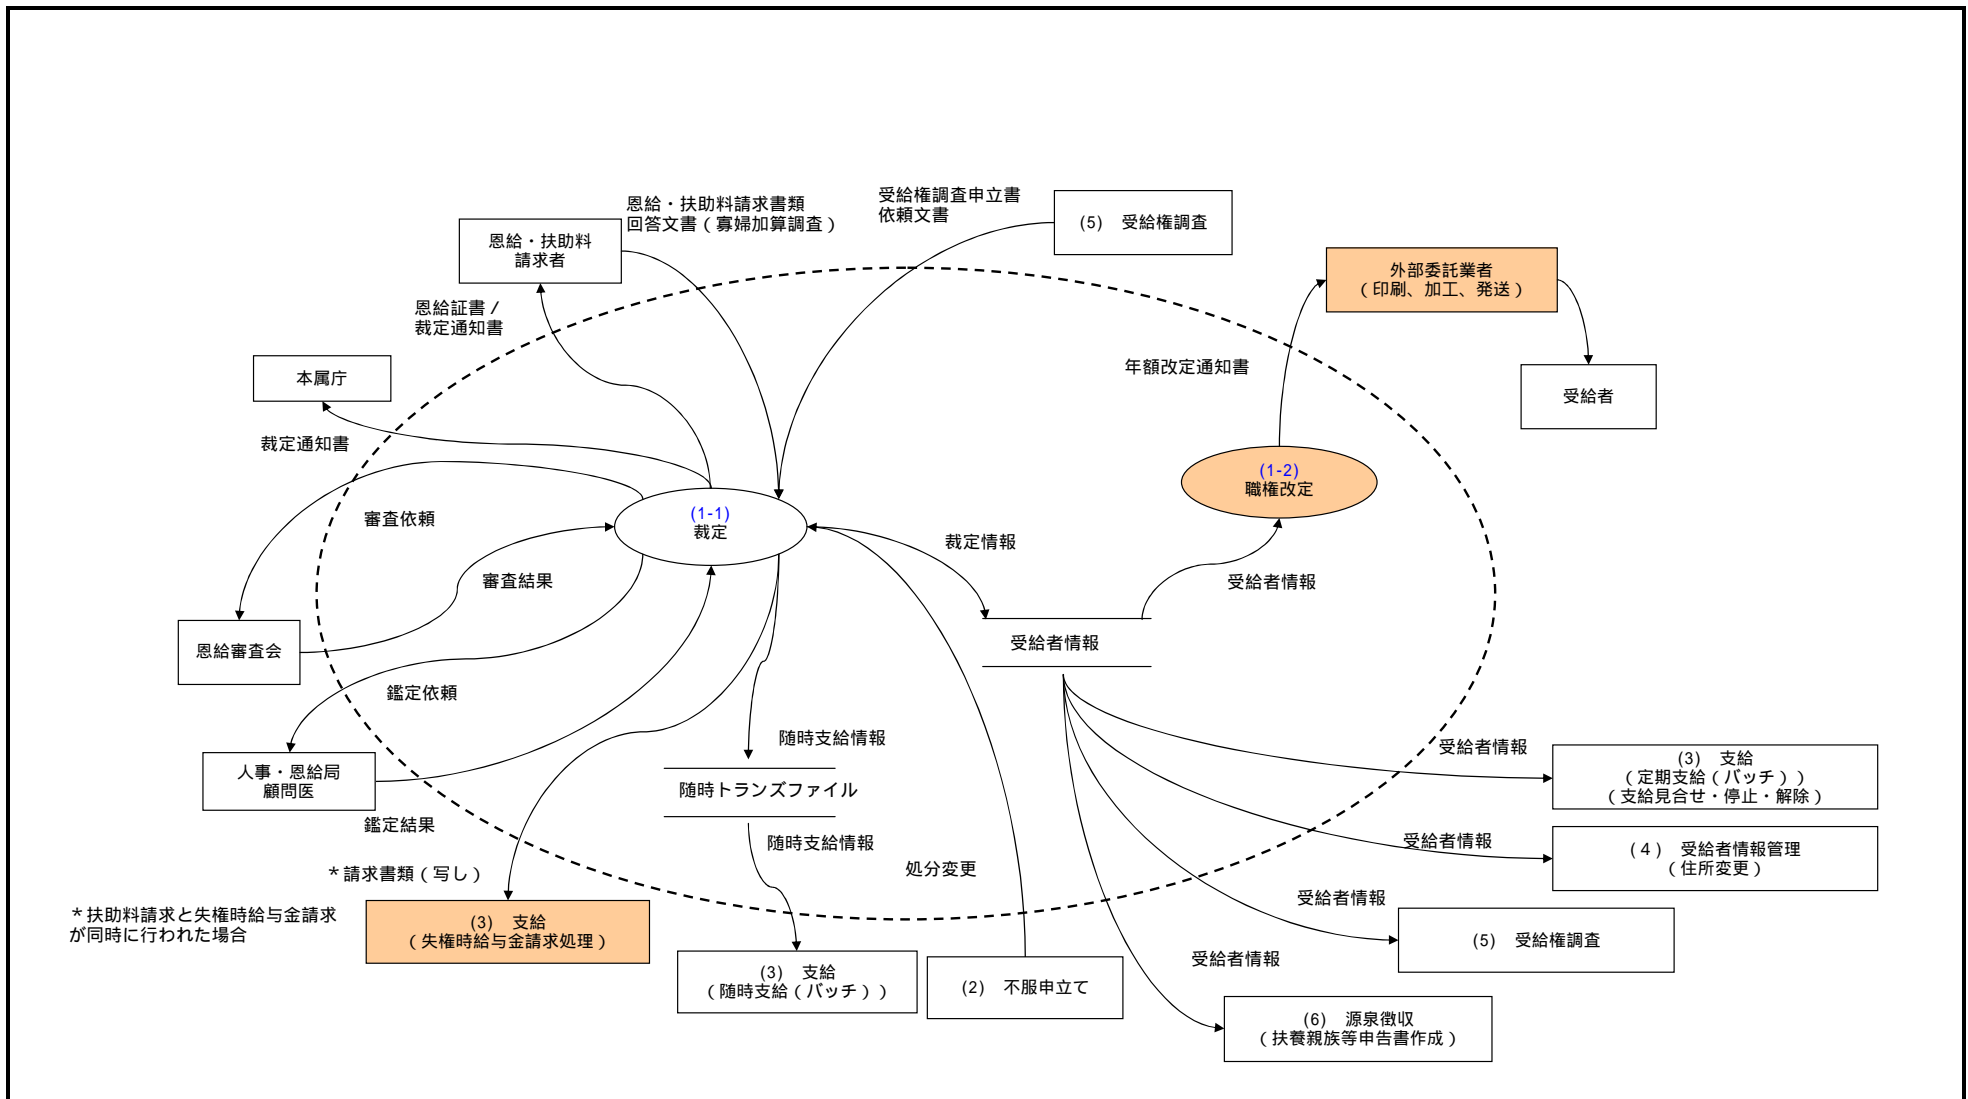 恩給・扶助料請求書類
回答文書(寡婦加算調査)
受給権調査申立書
依頼文書
(5) 受給権調査
恩給・扶助料
請求者
外部委託業者
(印刷、加工、発送)
恩給証書/
裁定通知書
年額改定通知書
本属庁
受給者
裁定通知書
(1-2)
職権改定
審査依頼
(1-1)
裁定
裁定情報
審査結果
受給者情報
恩給審査会
受給者情報
鑑定依頼
随時支給情報
受給者情報
人事・恩給局
顧問医
随時トランズファイル
(3) 支給
(定期支給(バッチ))
(支給見合せ・停止・解除)
鑑定結果
随時支給情報
受給者情報
(4) 受給者情報管理
(住所変更)
*請求書類(写し)
処分変更
受給者情報
*扶助料請求と失権時給与金請求
が同時に行われた場合
(3) 支給
(失権時給与金請求処理)
(5) 受給権調査
受給者情報
(3) 支給
(随時支給(バッチ))
(2) 不服申立て
(6) 源泉徴収
(扶養親族等申告書作成)